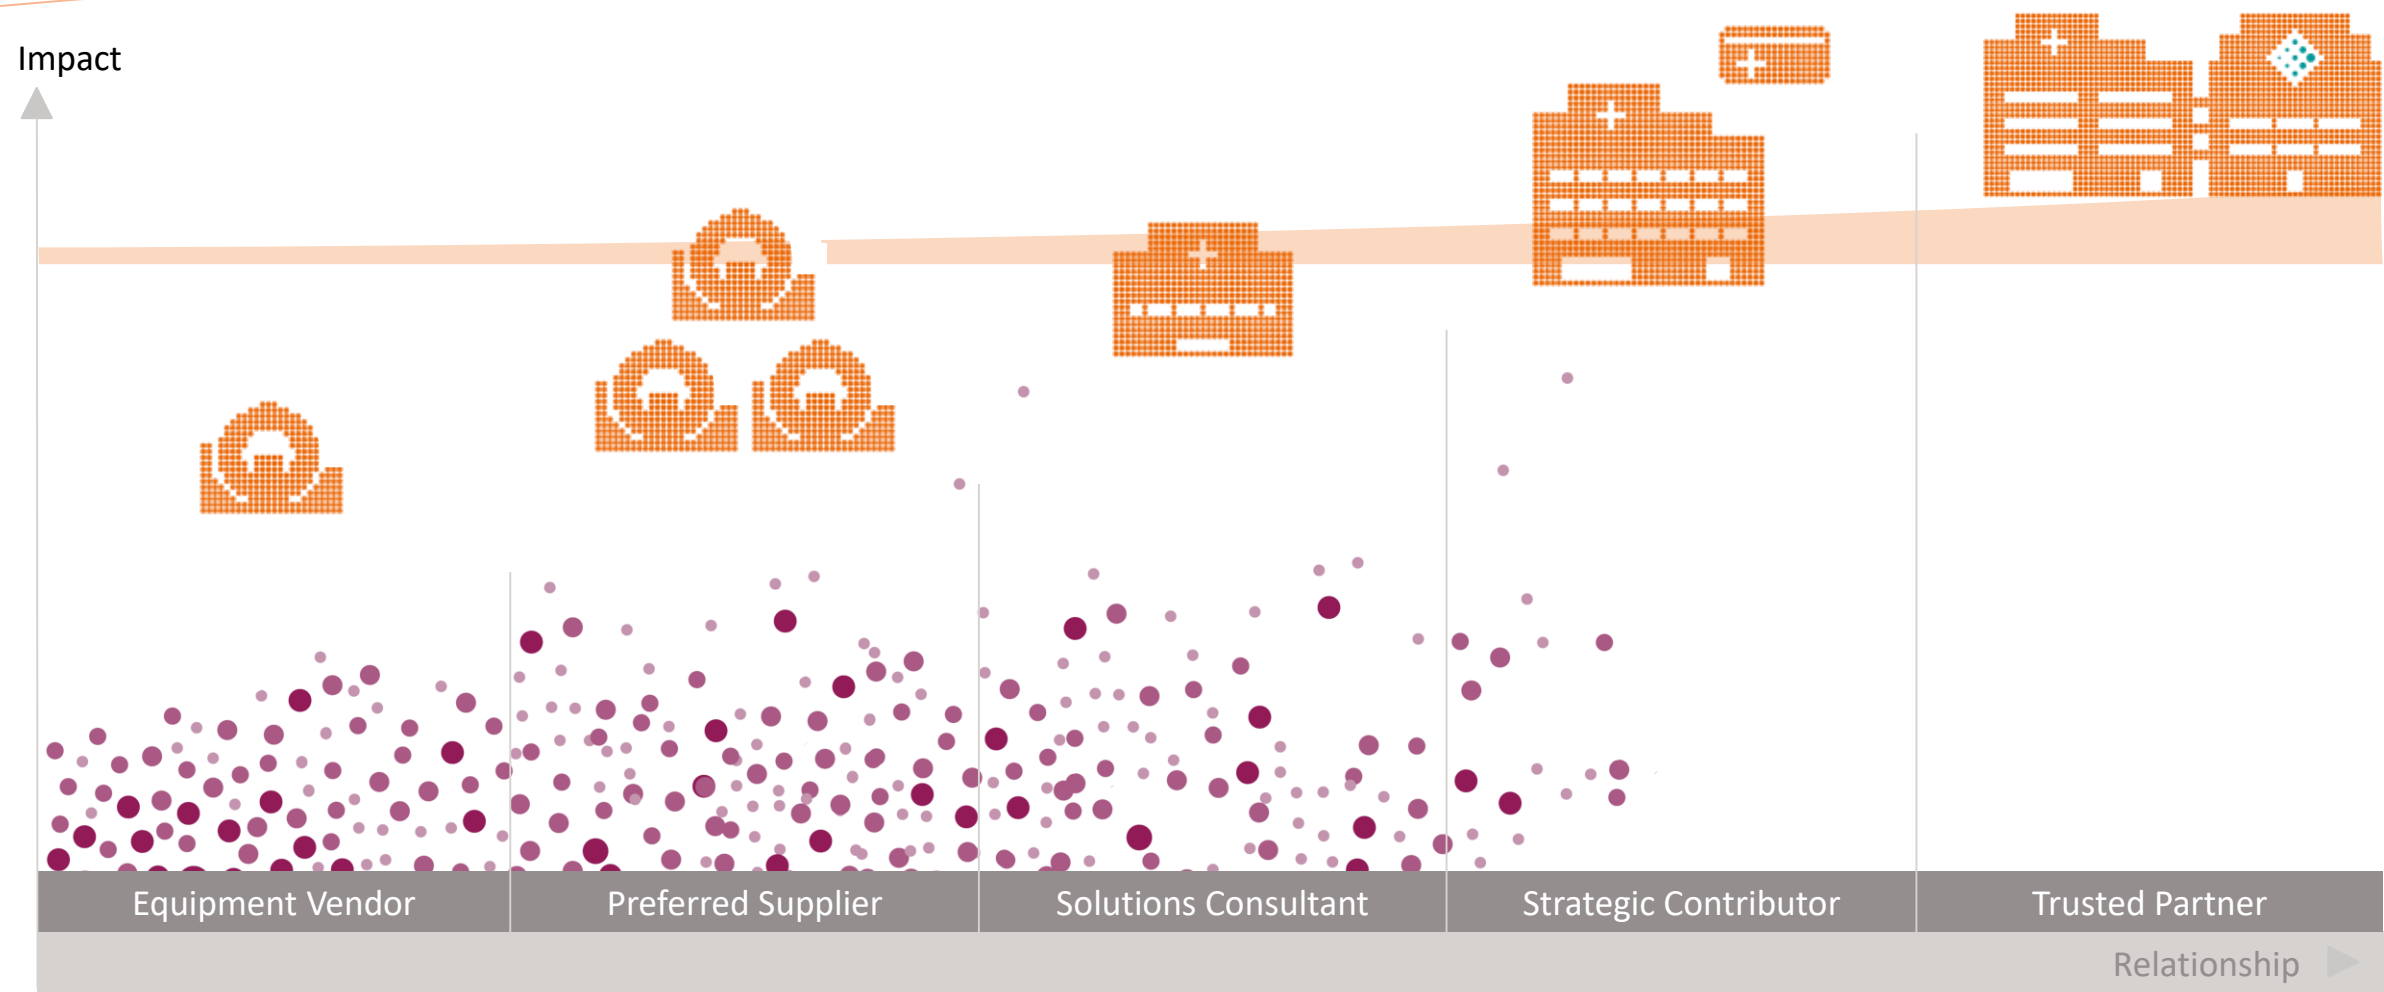 Impact
Equipment Vendor
Preferred Supplier
Solutions Consultant
Strategic Contributor
Trusted Partner
Relationship